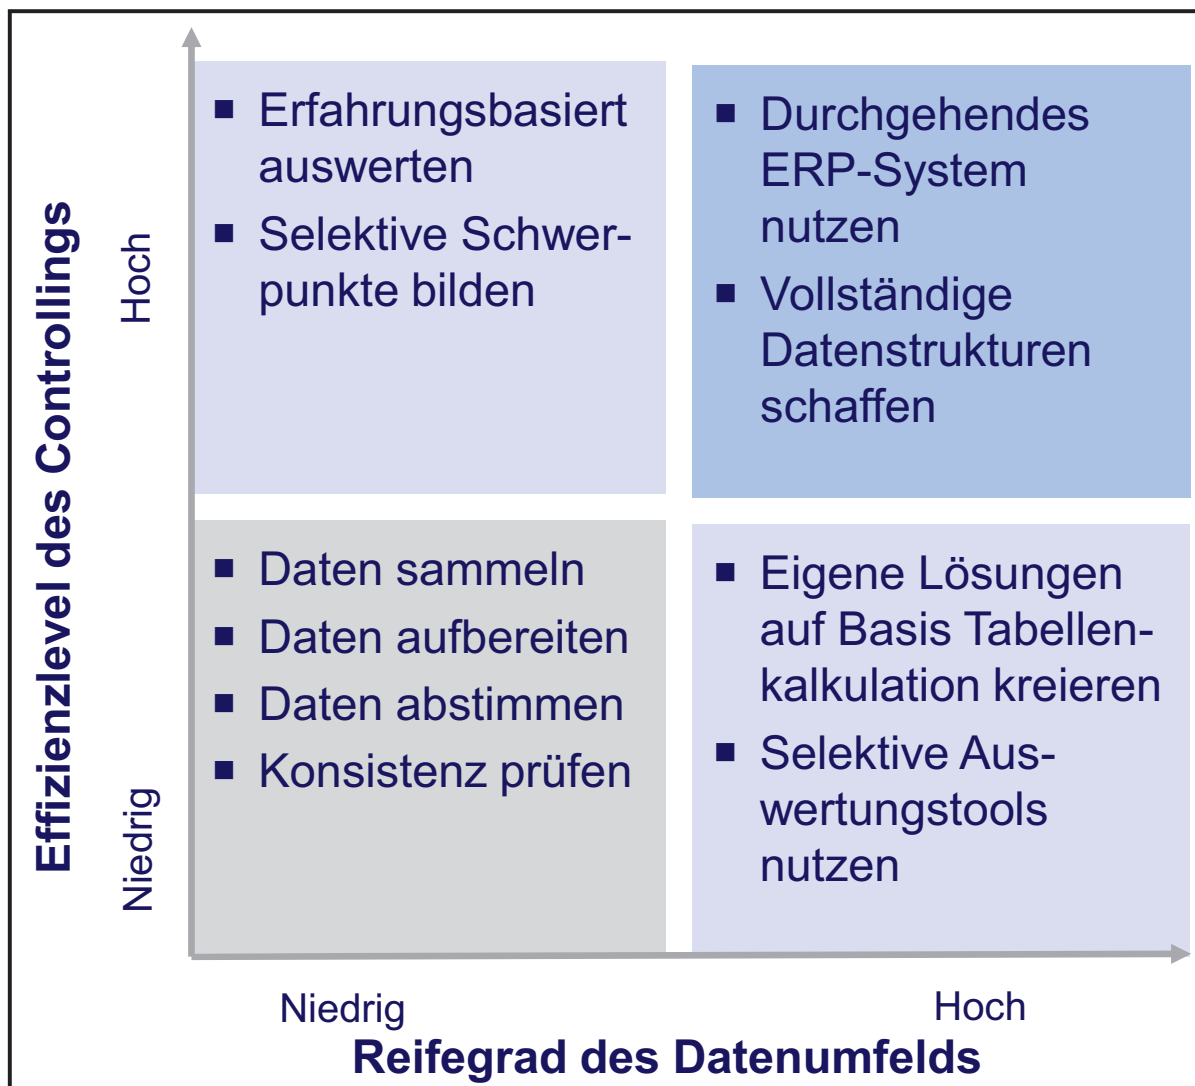 Effizienzlevel des Controllings
Hoch
Niedrig
■ Erfahrungsbasiert
auswerten
■ Selektive Schwer-
punkte bilden
■ Durchgehendes
ERP-System
nutzen
■ Vollständige
Datenstrukturen
schaffen
■ Daten sammeln
■ Daten aufbereiten
■ Daten abstimmen
■ Konsistenz prüfen
■ Eigene Lösungen
auf Basis Tabellen-
kalkulation kreieren
■ Selektive Aus-
wertungstools
nutzen
Niedrig
Hoch
Reifegrad des Datenumfelds